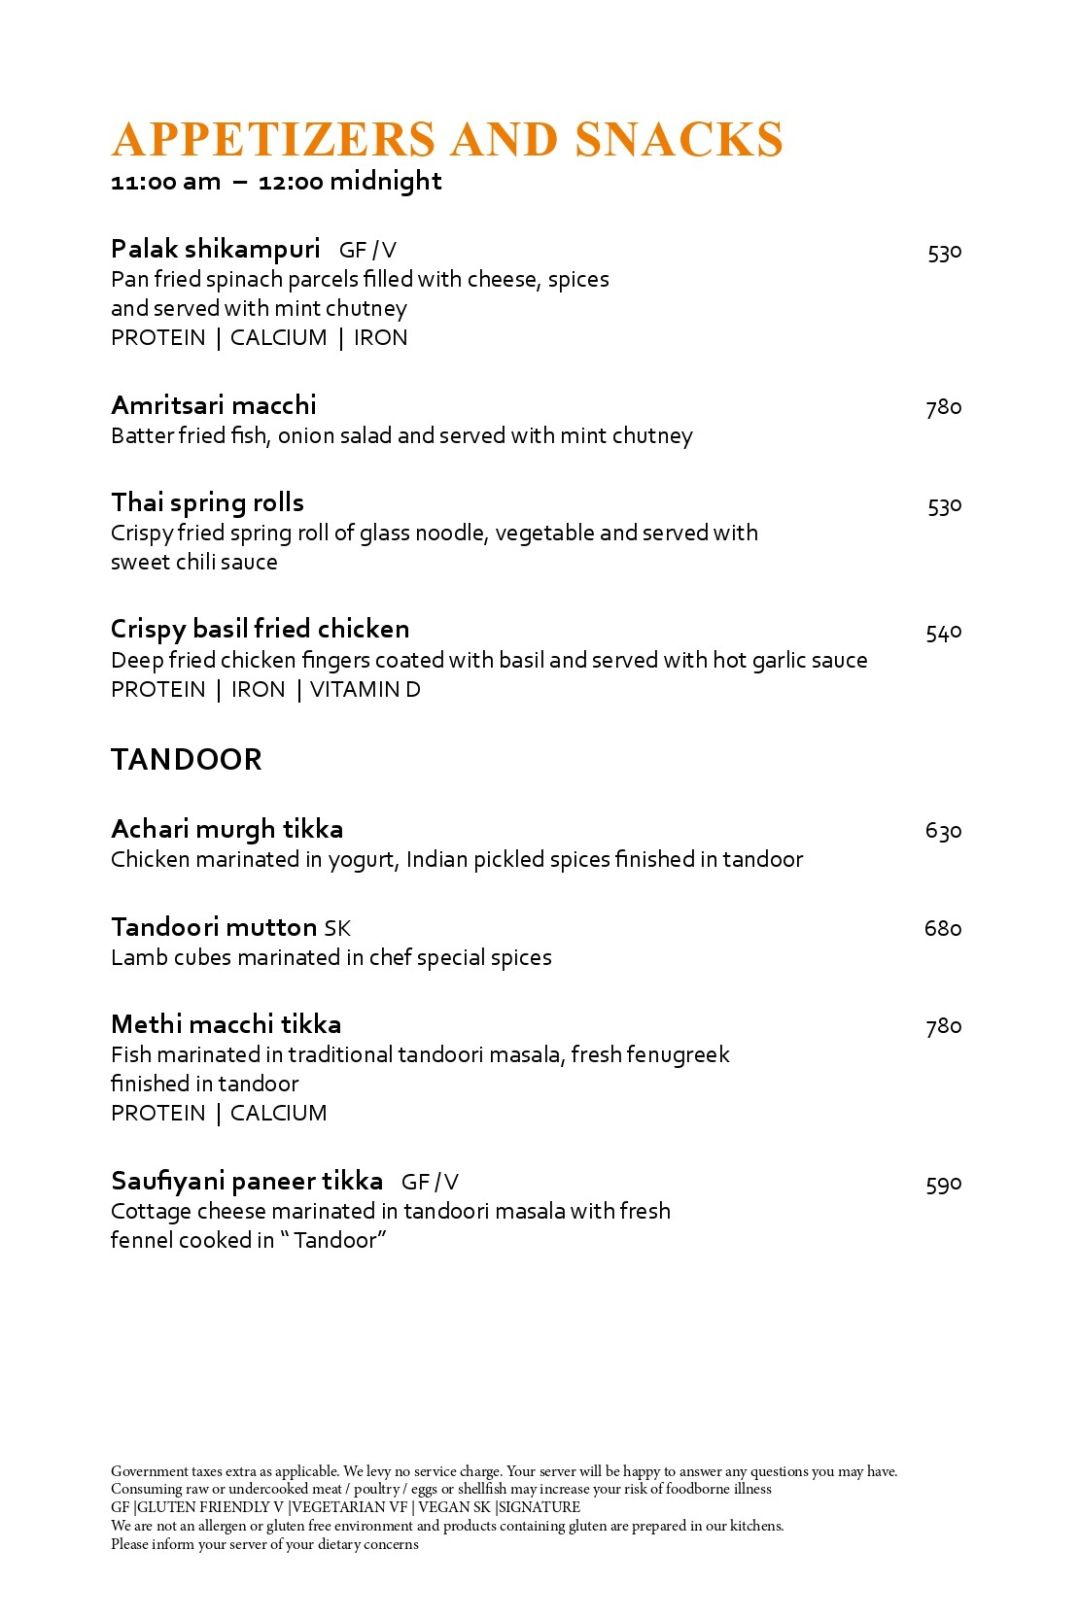 APPETIZERS AND SNACKS
11:00 am – 12:00 midnight
Palak shikampuri GF / V 530
Pan fried spinach parcels filled with cheese, spices
and served with mint chutney
PROTEIN | CALCIUM | IRON
Amritsari macchi 780
Batter fried fish, onion salad and served with mint chutney
Thai spring rolls 530
Crispy fried spring roll of glass noodle, vegetable and served with
sweet chili sauce
Crispy basil fried chicken 540
Deep fried chicken fingers coated with basil and served with hot garlic sauce
PROTEIN | IRON | VITAMIN D
TANDOOR
Achari murgh tikka 630
Chicken marinated in yogurt, Indian pickled spices finished in tandoor
Tandoori mutton SK 680
Lamb cubes marinated in chef special spices
Methi macchi tikka 780
Fish marinated in traditional tandoori masala, fresh fenugreek
finished in tandoor
PROTEIN | CALCIUM
Saufiyani paneer tikka GF / V 590
Cottage cheese marinated in tandoori masala with fresh
fennel cooked in “ Tandoor”
Government taxes extra as applicable. We levy no service charge. Your server will be happy to answer any questions you may have.
Consuming raw or undercooked meat / poultry / eggs or shellfish may increase your risk of foodborne illness
GF |GLUTEN FRIENDLY V |VEGETARIAN VF | VEGAN SK |SIGNATURE
We are not an allergen or gluten free environment and products containing gluten are prepared in our kitchens.
Please inform your server of your dietary concerns